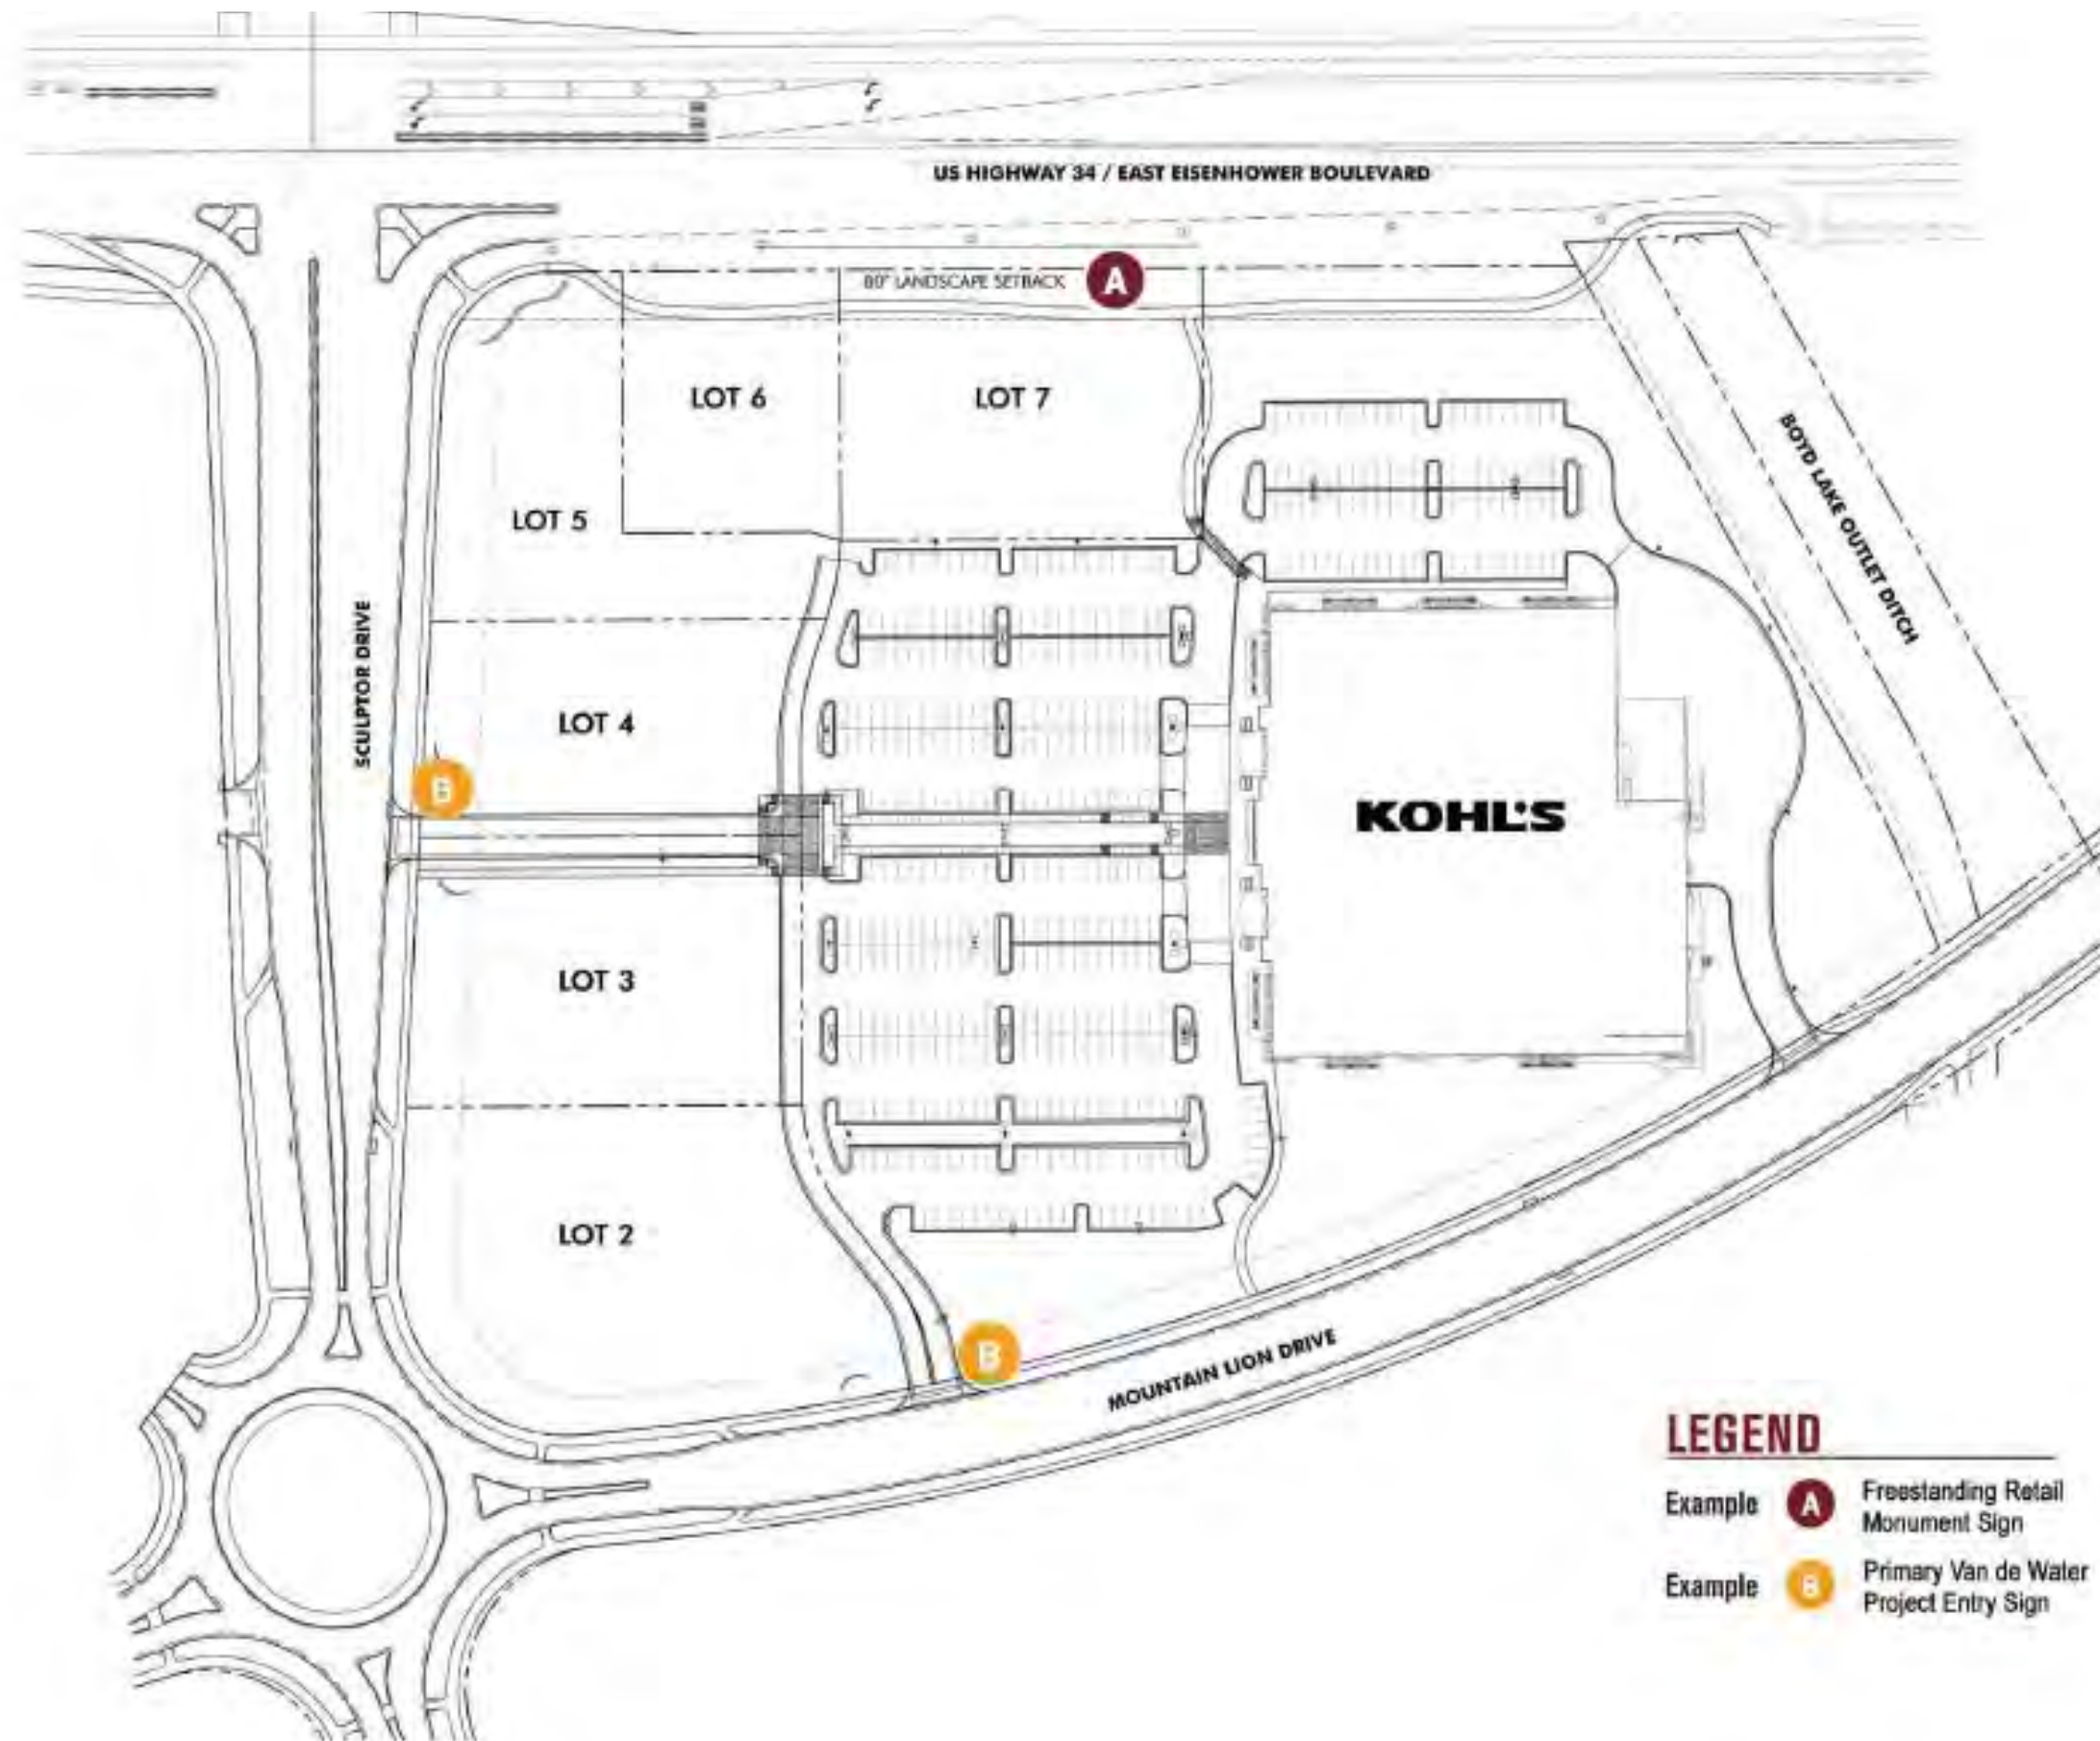 US HIGHWAY 34 / EAST EISENHOWER BOULEVARD
80' LANDSCAPE SETBACK
A
LOT 6
LOT 7
LOT 5
BOYD LAKE OUTLET DITCH
SCULPTOR DRIVE
LOT 4
B
KOHL'S
LOT 3
LOT 2
B
MOUNTAIN LION DRIVE
LEGEND
Example A Freestanding Retail
Monument Sign
Example B Primary Van de Water
Project Entry Sign